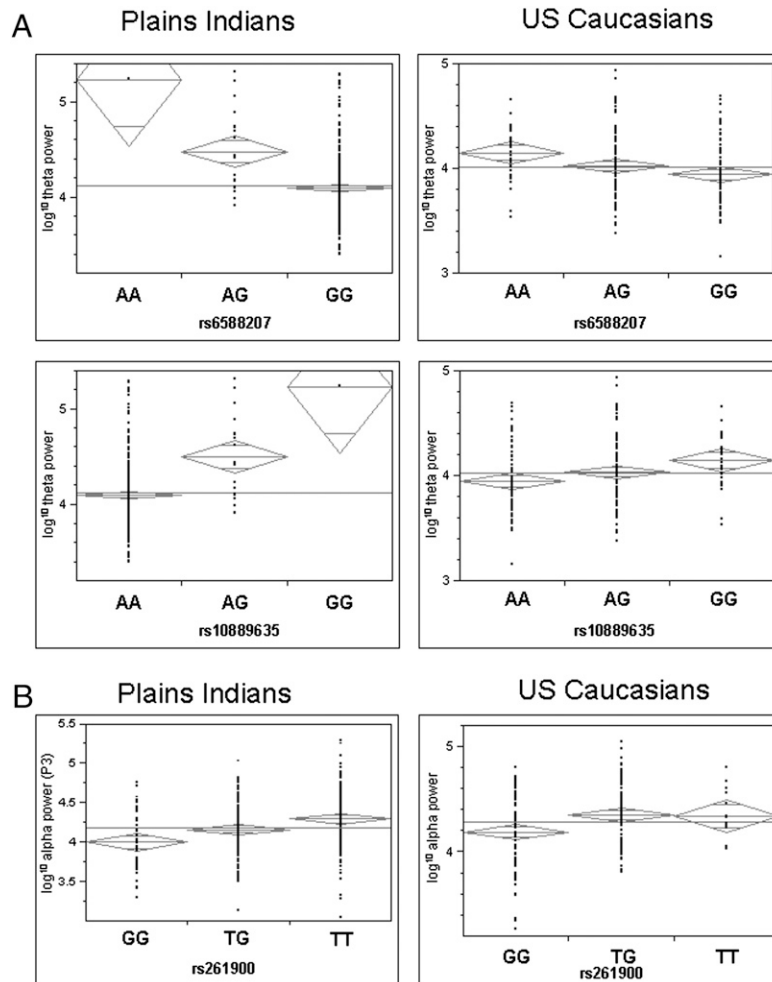 A
Plains Indians
US Caucasians
log10 theta power
5
4
AA AG GG
rs6588207
log10 theta power
5
4
3
AA AG GG
rs6588207
log10 theta power
5
4
AA AG GG
rs10889635
log10 theta power
5
4
3
AA AG GG
rs10889635
B
Plains Indians
US Caucasians
log10 alpha power (P3)
5.5
5
4.25
4
3.5
GG TG TT
rs261900
log10 alpha power
5
4
GG TG TT
rs261900